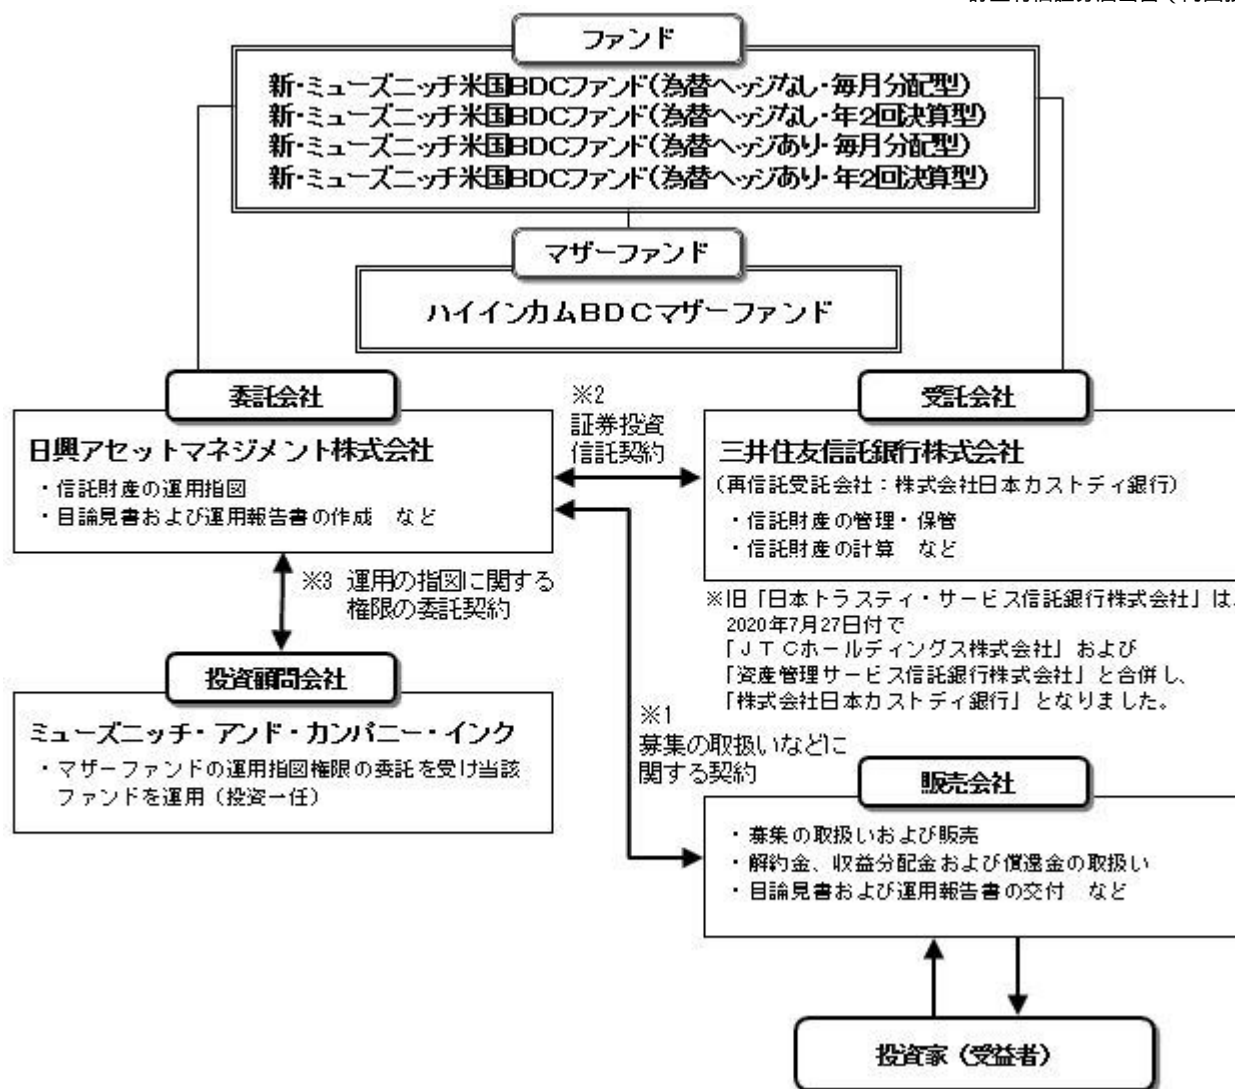 ファンド
新・ミューズニッチ米国BDCファンド(為替ヘッジなし・毎月分配型)
新・ミューズニッチ米国BDCファンド(為替ヘッジなし・年2回決算型)
新・ミューズニッチ米国BDCファンド(為替ヘッジあり・毎月分配型)
新・ミューズニッチ米国BDCファンド(為替ヘッジあり・年2回決算型)
マザーファンド
ハイインカムBDCマザーファンド
委託会社
日興アセットマネジメント株式会社
・信託財産の運用指図
・目論見書および運用報告書の作成 など
※2
証券投資
信託契約
受託会社
三井住友信託銀行株式会社
(再信託受託会社:株式会社日本カストディ銀行)
・信託財産の管理・保管
・信託財産の計算 など
※旧「日本トラスティ・サービス信託銀行株式会社」は、
2020年7月27日付で
「JTCホールディングス株式会社」および
「資産管理サービス信託銀行株式会社」と合併し、
「株式会社日本カストディ銀行」となりました。
※3 運用の指図に関する
権限の委託契約
投資顧問会社
ミューズニッチ・アンド・カンパニー・インク
・マザーファンドの運用指図権限の委託を受け当該
ファンドを運用(投資一任)
※1
募集の取扱いなどに
関する契約
販売会社
・募集の取扱いおよび販売
・解約金、収益分配金および償還金の取扱い
・目論見書および運用報告書の交付 など
投資家(受益者)